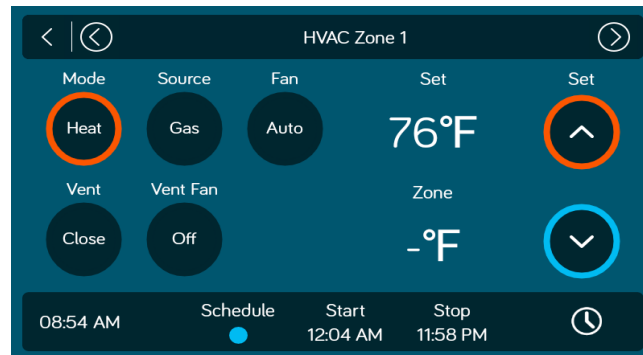 HVAC Zone 1
Mode Source Fan Set Set
Heat Gas Auto 76°F
Vent Vent Fan Zone
Close Off -°F
08:54 AM Schedule Start Stop
12:04 AM 11:58 PM